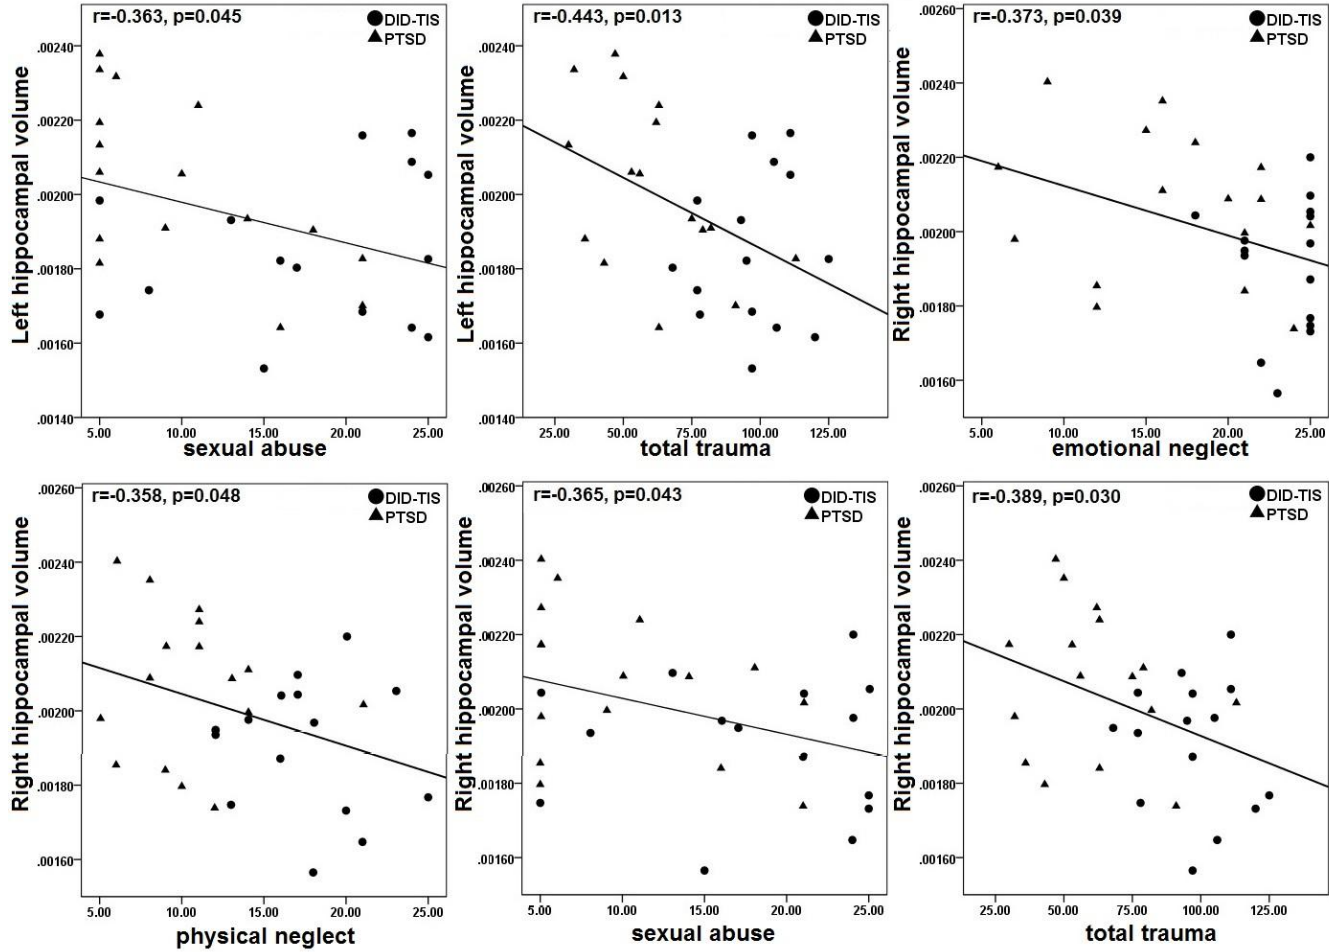 r=-0.363, p=0.045
DID-TIS
PTSD
Left hippocampal volume
.00240
.00220
.00200
.00180
.00160
.00140
5.00 10.00 15.00 20.00 25.00
sexual abuse
r=-0.443, p=0.013
DID-TIS
PTSD
Left hippocampal volume
.00240
.00220
.00200
.00180
.00160
.00140
25.00 50.00 75.00 100.00 125.00
total trauma
r=-0.373, p=0.039
DID-TIS
PTSD
Right hippocampal volume
.00260
.00240
.00220
.00200
.00180
.00160
5.00 10.00 15.00 20.00 25.00
emotional neglect
r=-0.358, p=0.048
DID-TIS
PTSD
Right hippocampal volume
.00260
.00240
.00220
.00200
.00180
.00160
5.00 10.00 15.00 20.00 25.00
physical neglect
r=-0.365, p=0.043
DID-TIS
PTSD
Right hippocampal volume
.00260
.00240
.00220
.00200
.00180
.00160
5.00 10.00 15.00 20.00 25.00
sexual abuse
r=-0.389, p=0.030
DID-TIS
PTSD
Right hippocampal volume
.00260
.00240
.00220
.00200
.00180
.00160
25.00 50.00 75.00 100.00 125.00
total trauma